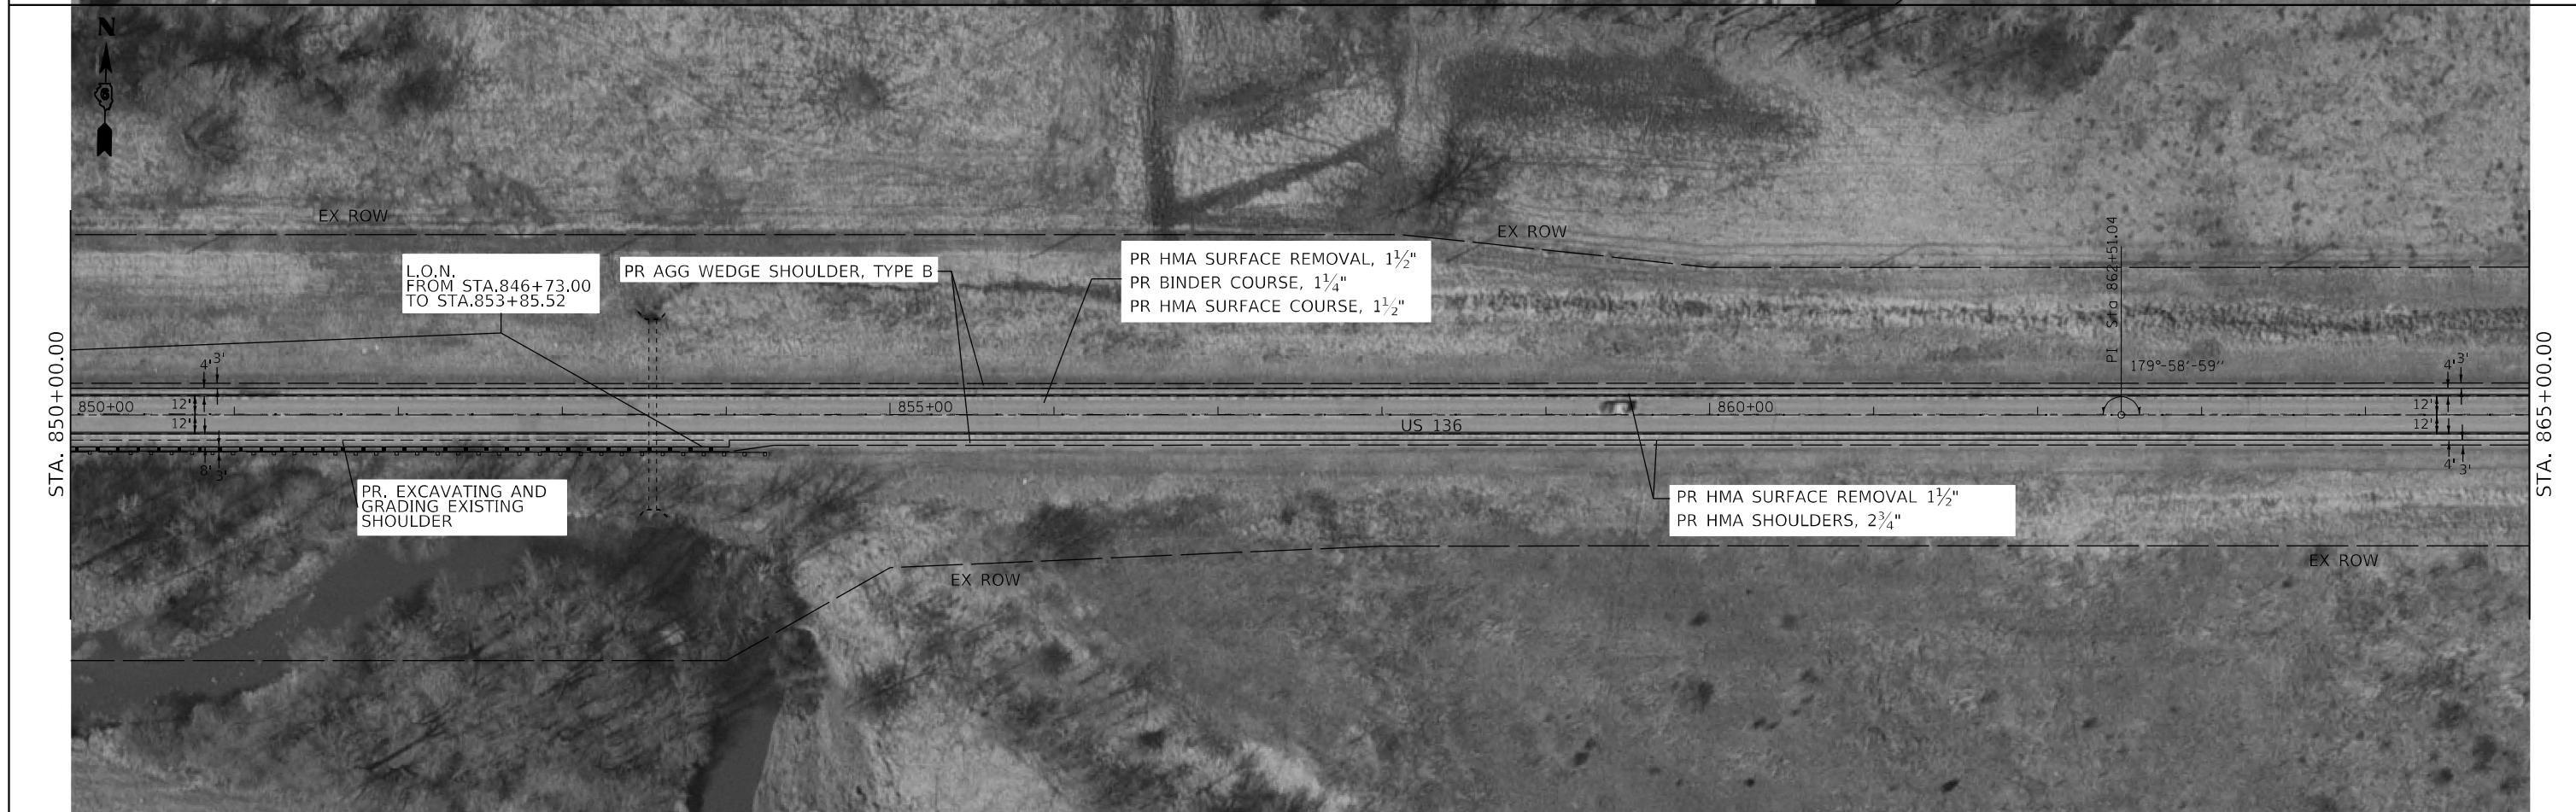 N
6
EX ROW
EX ROW
L.O.N.
FROM STA.846+73.00
TO STA.853+85.52
PR AGG WEDGE SHOULDER, TYPE B
PR HMA SURFACE REMOVAL, 1½"
PR BINDER COURSE, 1¼"
PR HMA SURFACE COURSE, 1½"
PI Sta 862+51.04
179°-58'-59''
STA. 850+00.00
STA. 865+00.00
4' 3'
4' 3'
850+00
12'
12'
855+00
860+00
12'
12'
US 136
8' 3'
4' 3'
PR. EXCAVATING AND
GRADING EXISTING
SHOULDER
PR HMA SURFACE REMOVAL 1½"
PR HMA SHOULDERS, 2¾"
EX ROW
EX ROW